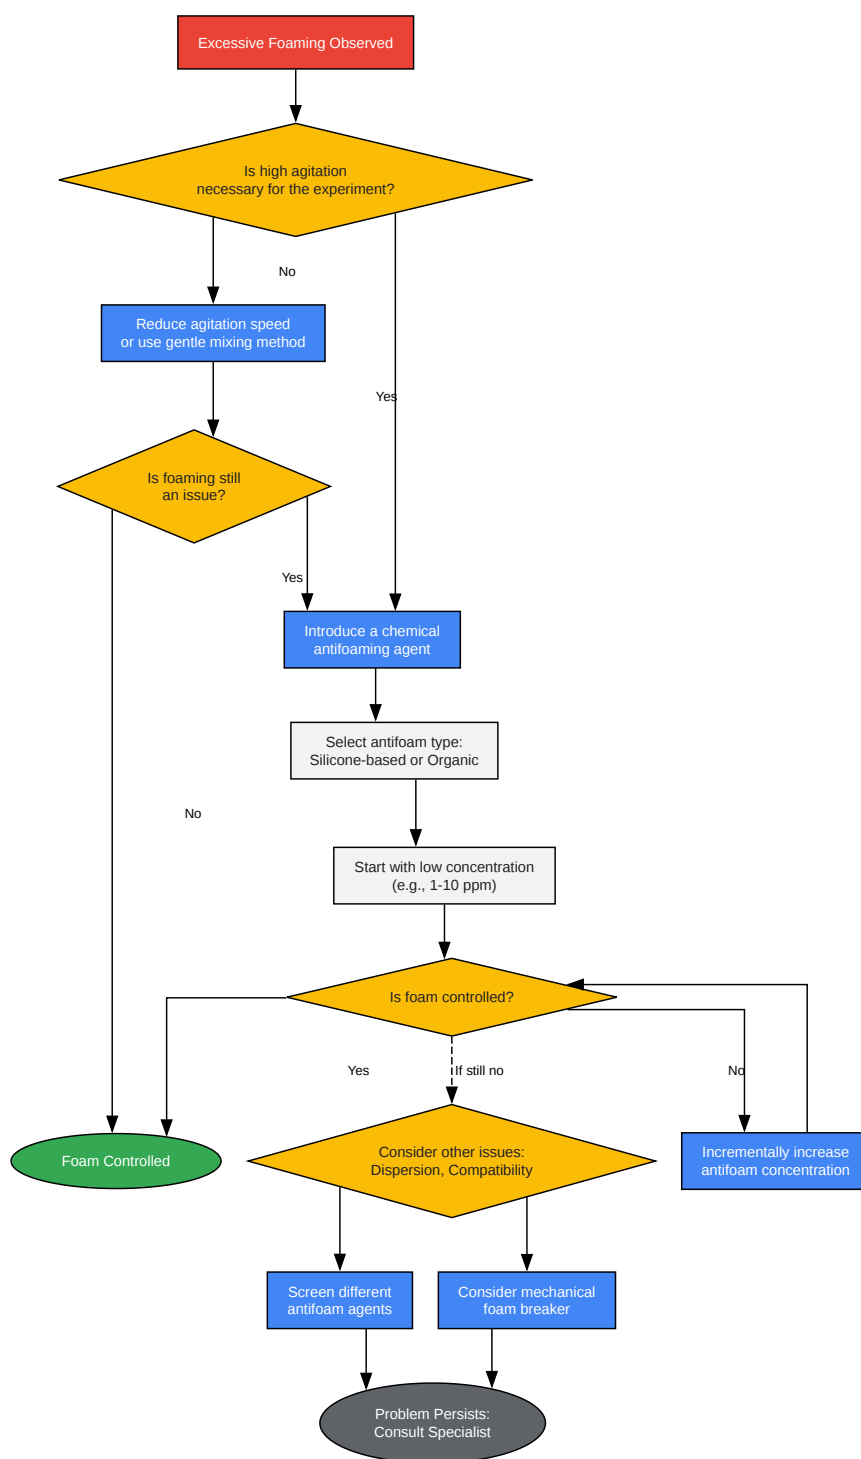 Excessive Foaming Observed
Is high agitation
necessary for the experiment?
No
Reduce agitation speed
or use gentle mixing method
Yes
Is foaming still
an issue?
Yes
Introduce a chemical
antifoaming agent
Select antifoam type:
Silicone-based or Organic
No
Start with low concentration
(e.g., 1-10 ppm)
Is foam controlled?
Yes
If still no
No
Foam Controlled
Consider other issues:
Dispersion, Compatibility
Incrementally increase
antifoam concentration
Screen different
antifoam agents
Consider mechanical
foam breaker
Problem Persists:
Consult Specialist